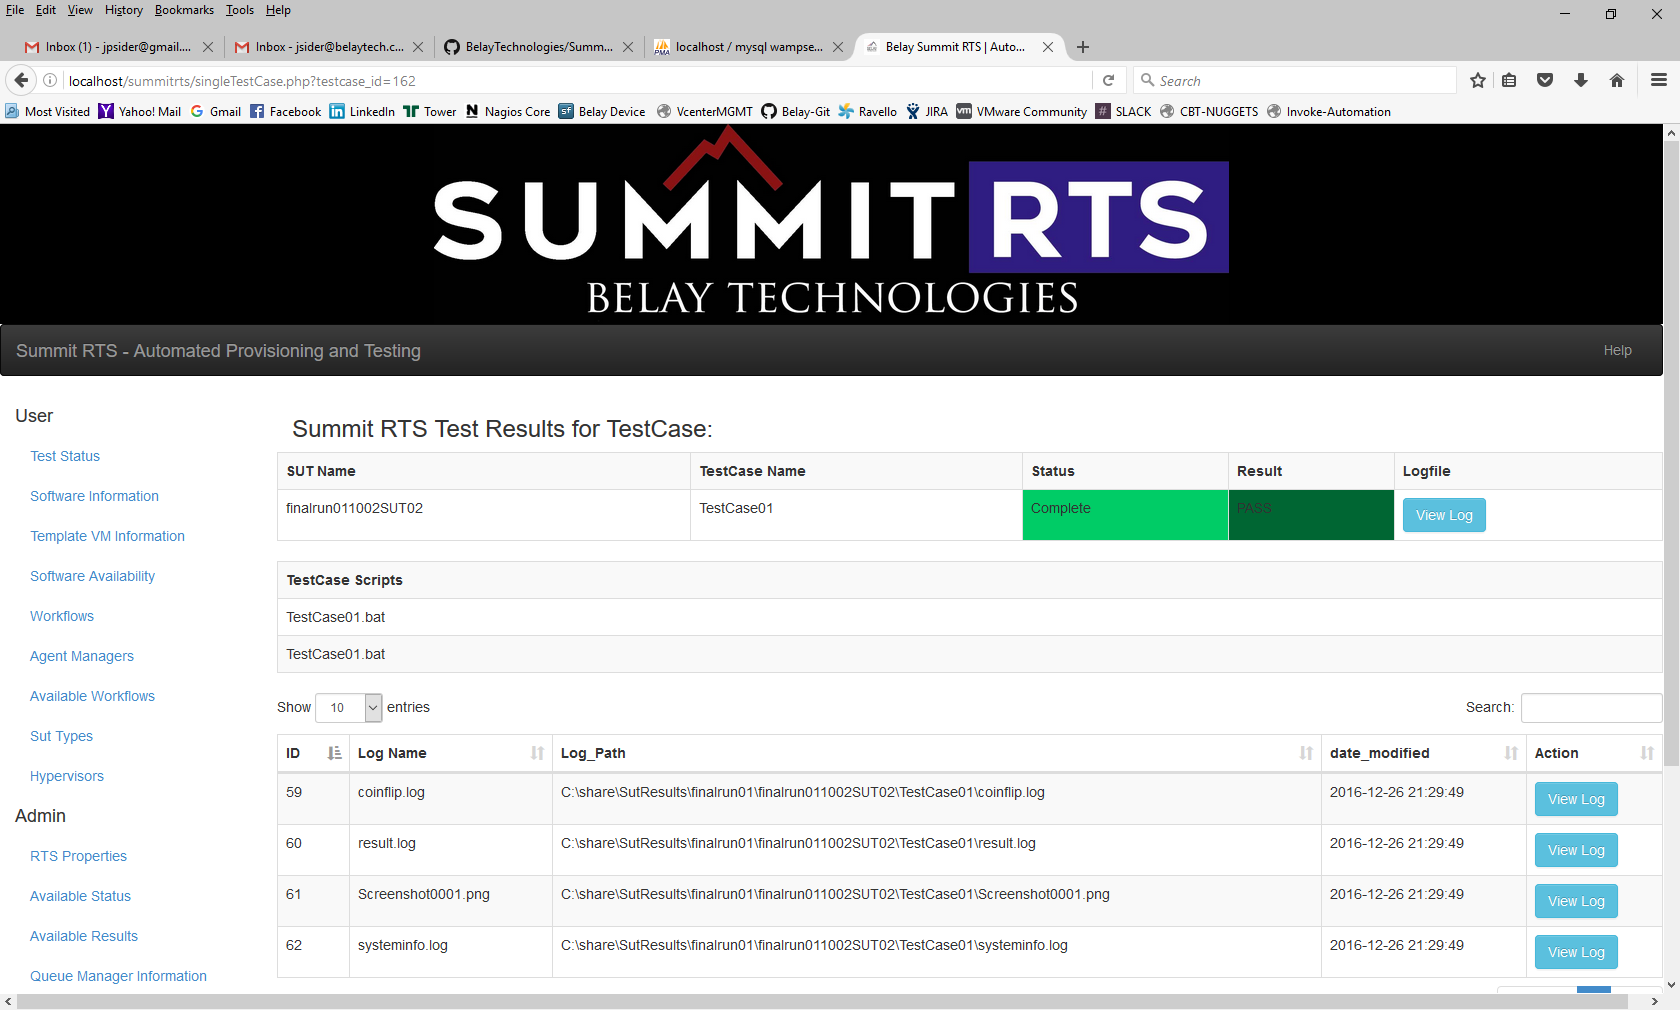 File Edit View History Bookmarks Tools Help
Inbox (1) - jpsider@gmail.... Inbox - jsider@belaytech.c... BelayTechnologies/Summ... localhost / mysql wampse... Belay Summit RTS | Auto...
localhost/summitrts/singleTestCase.php?testcase_id=162 Search
Most Visited Yahoo! Mail Gmail Facebook LinkedIn Tower Nagios Core Belay Device VcenterMGMT Belay-Git Ravello JIRA VMware Community SLACK CBT-NUGGETS Invoke-Automation
SUMMIT RTS
BELAY TECHNOLOGIES
Summit RTS - Automated Provisioning and Testing Help
User
Test Status
Software Information
Template VM Information
Software Availability
Workflows
Agent Managers
Available Workflows
Sut Types
Hypervisors
Admin
RTS Properties
Available Status
Available Results
Queue Manager Information
Summit RTS Test Results for TestCase:
SUT Name TestCase Name Status Result Logfile
finalrun011002SUT02 TestCase01 Complete PASS View Log
TestCase Scripts
TestCase01.bat
TestCase01.bat
Show 10 entries Search:
ID Log Name Log_Path date_modified Action
59 coinflip.log C:\share\SutResults\finalrun01\finalrun011002SUT02\TestCase01\coinflip.log 2016-12-26 21:29:49 View Log
60 result.log C:\share\SutResults\finalrun01\finalrun011002SUT02\TestCase01\result.log 2016-12-26 21:29:49 View Log
61 Screenshot0001.png C:\share\SutResults\finalrun01\finalrun011002SUT02\TestCase01\Screenshot0001.png 2016-12-26 21:29:49 View Log
62 systeminfo.log C:\share\SutResults\finalrun01\finalrun011002SUT02\TestCase01\systeminfo.log 2016-12-26 21:29:49 View Log